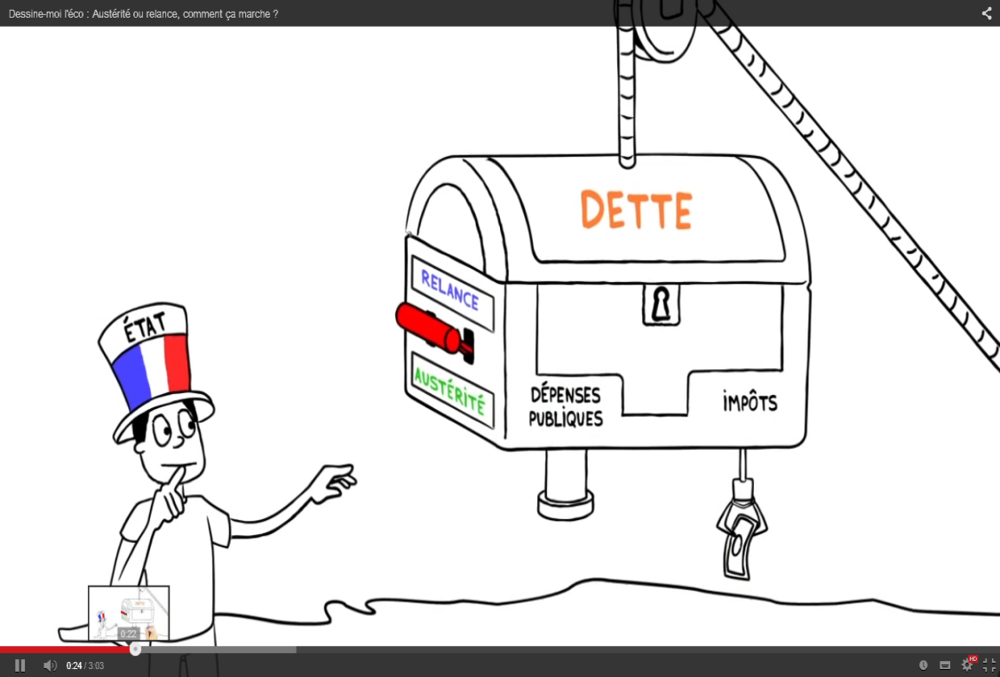 Dessine-moi l'éco : Austérité ou relance, comment ça marche ?
DETTE
RELANCE
ÉTAT
AUSTÉRITÉ
DÉPENSES
PUBLIQUES
IMPÔTS
0:22
0:24 / 3:03
HD